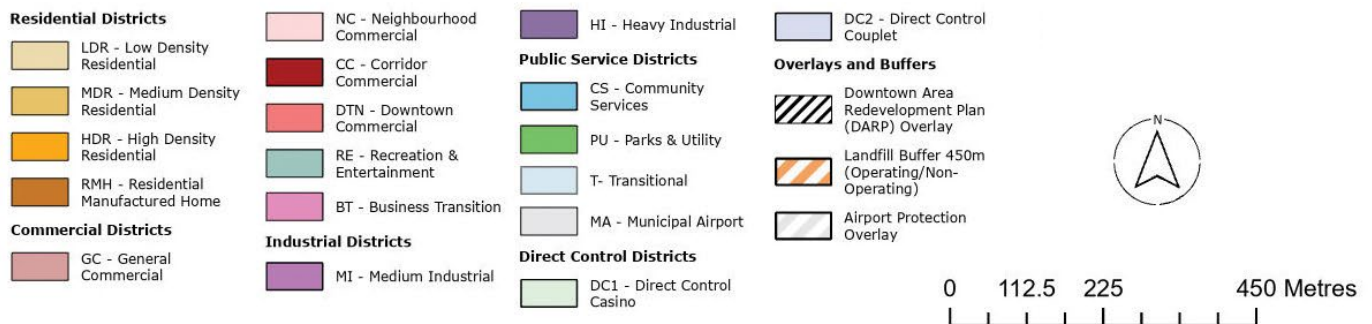 Residential Districts
LDR - Low Density
Residential
MDR - Medium Density
Residential
HDR - High Density
Residential
RMH - Residential
Manufactured Home
Commercial Districts
GC - General
Commercial
NC - Neighbourhood
Commercial
CC - Corridor
Commercial
DTN - Downtown
Commercial
RE - Recreation &
Entertainment
BT - Business Transition
Industrial Districts
MI - Medium Industrial
HI - Heavy Industrial
Public Service Districts
CS - Community
Services
PU - Parks & Utility
T- Transitional
MA - Municipal Airport
Direct Control Districts
DC1 - Direct Control
Casino
DC2 - Direct Control
Couplet
Overlays and Buffers
Downtown Area
Redevelopment Plan
(DARP) Overlay
Landfill Buffer 450m
(Operating/Non-
Operating)
Airport Protection
Overlay
N
0 112.5 225 450 Metres